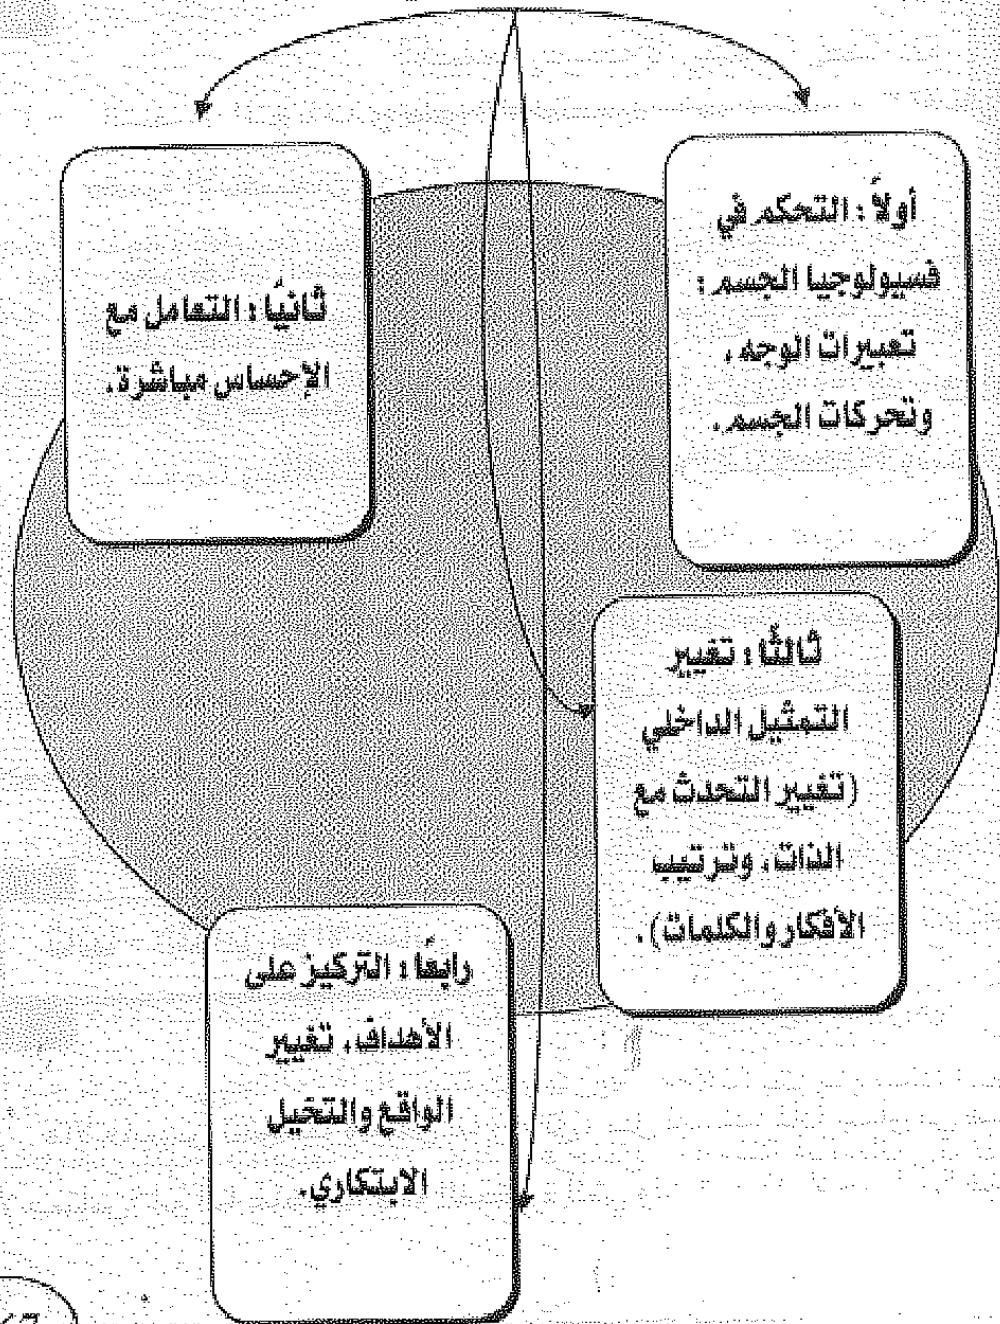 أولاً : التحكم في
فسيولوجيا الجسم :
تعبيرات الوجه ،
وتحركات الجسم .
ثانيًا : التعامل مع
الإحساس مباشرة .
ثالثًا : تغيير
التمثيل الداخلي
(تغيير التحدث مع
الذات ، وترتيب
الأفكار والكلمات) .
رابعًا : التركيز على
الأهداف ، تغيير
الواقع والتخيل
الابتكاري .